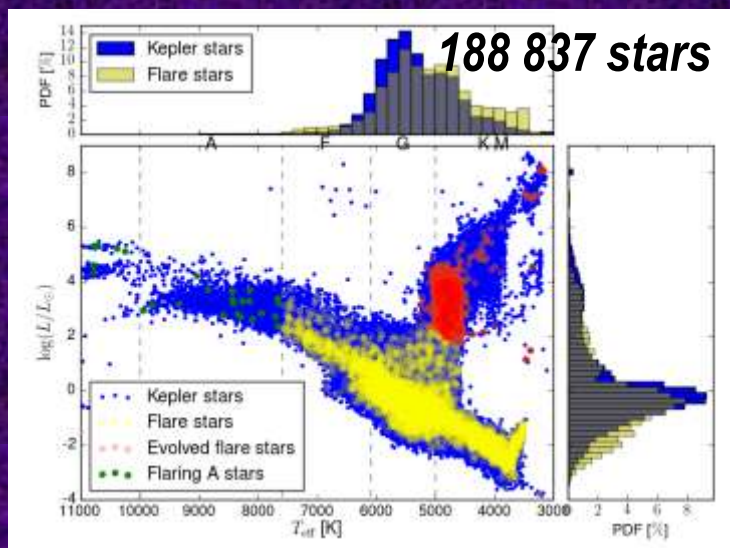 188 837 stars
PDF [%]
14
12
10
8
6
4
2
0
Kepler stars
Flare stars
A F G K M
log(L/L⊙)
8
6
4
2
0
-2
-4
Kepler stars
Flare stars
Evolved flare stars
Flaring A stars
11000 10000 9000 8000 7000 6000 5000 4000 3000
T_eff [K]
0 2 4 6 8
PDF [%]